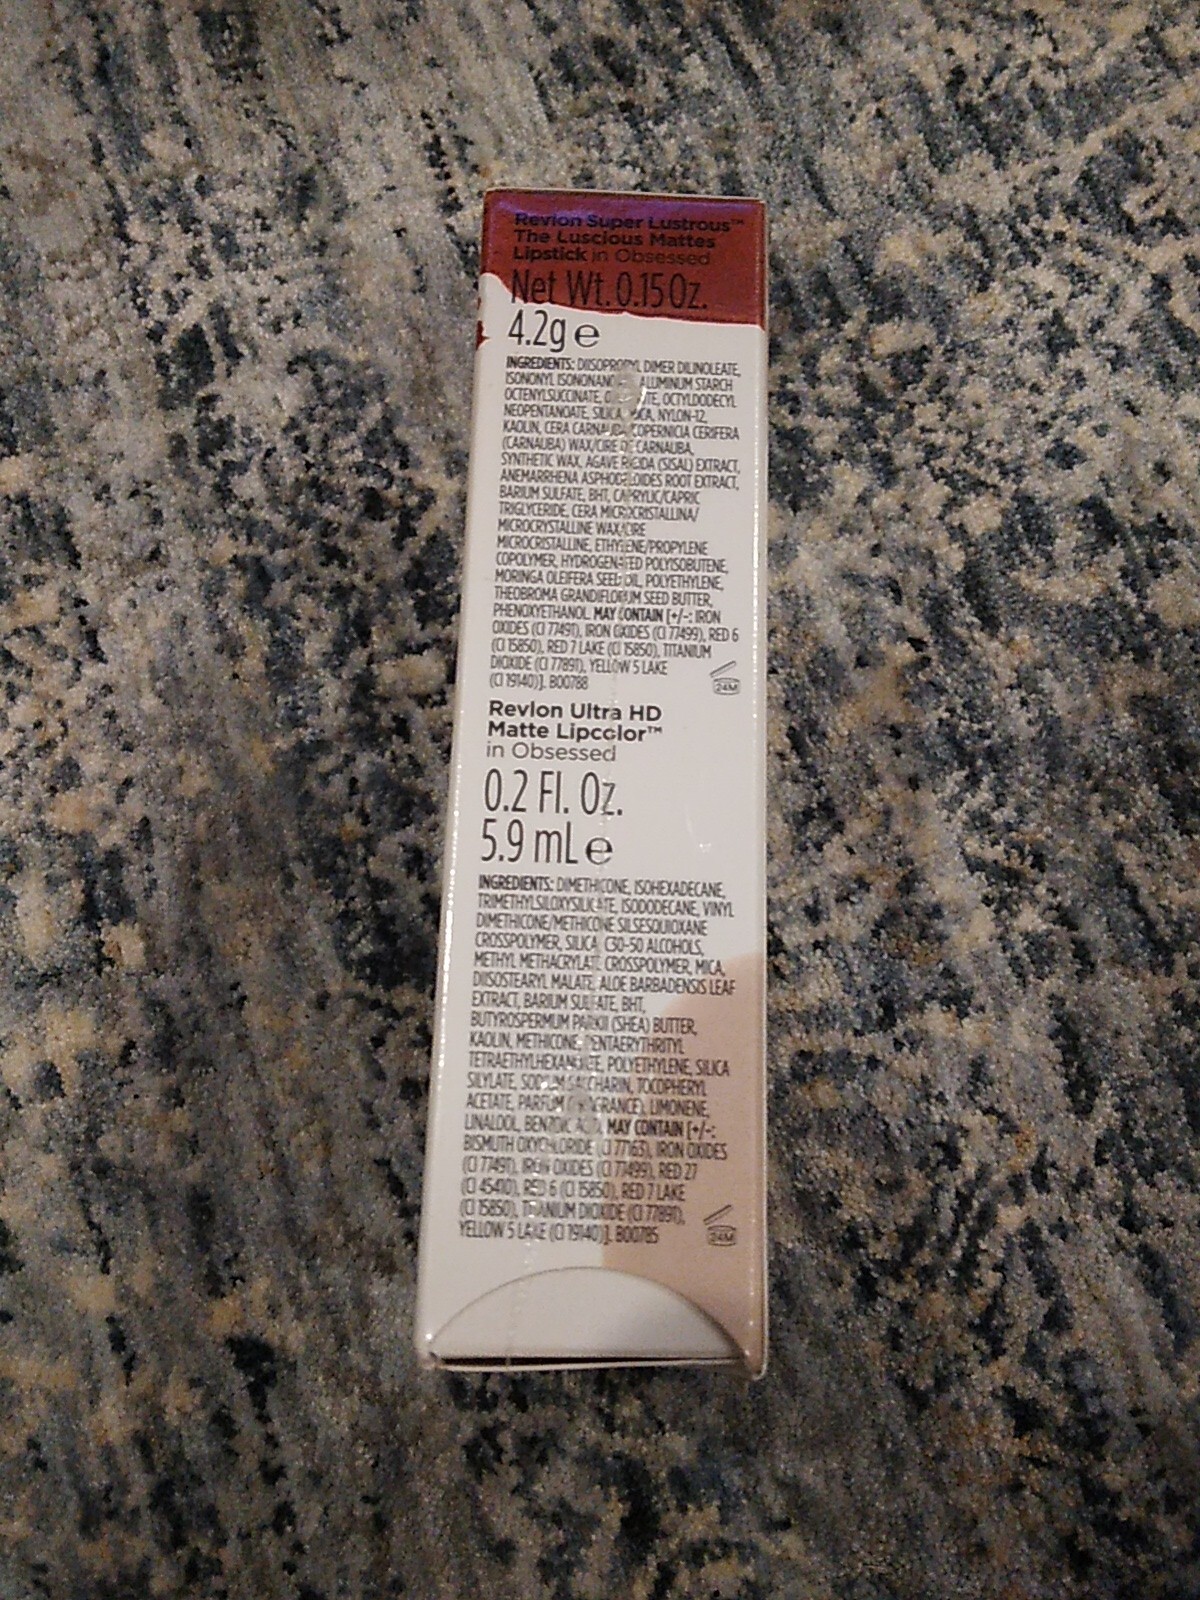 Revlon Super Lustrous™
The Luscious Mattes
Lipstick in Obsessed
Net Wt. 0.15 Oz.
4.2g e
INGREDIENTS: DIISOPROPYL DIMER DILINOLEATE,
ISONONYL ALUMINUM STARCH
OCTENYLSUCCINATE, OCTYLDODECYL
NEOPENTANOATE, SILICA, MICA, NYLON-12,
KAOLIN, CERA CARNAUBA/COPERNICIA CERIFERA
(CARNAUBA) WAX/CIRE DE CARNAUBA,
SYNTHETIC WAX, AGAVE RIGIDA (SISAL) EXTRACT,
ANEMARRHENA ASPHODELOIDES ROOT EXTRACT,
BARIUM SULFATE, BHT, CAPRYLIC/CAPRIC
TRIGLYCERIDE, CERA MICROCRISTALLINA/
MICROCRYSTALLINE WAX/CIRE
MICROCRISTALLINE, ETHYLENE/PROPYLENE
COPOLYMER, HYDROGENATED POLYISOBUTENE,
MORINGA OLEIFERA SEED OIL, POLYETHYLENE,
THEOBROMA GRANDIFLORUM SEED BUTTER,
PHENOXYETHANOL. MAY CONTAIN [+/-: IRON
OXIDES (CI 77491), IRON OXIDES (CI 77499), RED 6
(CI 15850), RED 7 LAKE (CI 15850), TITANIUM
DIOXIDE (CI 77891), YELLOW 5 LAKE
(CI 19140)]. B00788
24M
Revlon Ultra HD
Matte Lipcolor™
in Obsessed
0.2 Fl. Oz.
5.9 mL e
INGREDIENTS: DIMETHICONE, ISOHEXADECANE,
TRIMETHYLSILOXYSILICATE, ISODODECANE, VINYL
DIMETHICONE/METHICONE SILSESQUIOXANE
CROSSPOLYMER, SILICA, C30-50 ALCOHOLS,
METHYL METHACRYLATE CROSSPOLYMER, MICA,
DIISOSTEARYL MALATE, ALOE BARBADENSIS LEAF
EXTRACT, BARIUM SULFATE, BHT,
BUTYROSPERMUM PARKII (SHEA) BUTTER,
KAOLIN, METHICONE, PENTAERYTHRITYL
TETRAETHYLHEXANOATE, POLYETHYLENE, SILICA
SILYLATE, SODIUM SACCHARIN, TOCOPHERYL
ACETATE, PARFUM (FRAGRANCE), LIMONENE,
LINALOOL, BENZOIC ACID. MAY CONTAIN [+/-:
BISMUTH OXYCHLORIDE (CI 77163), IRON OXIDES
(CI 77491), IRON OXIDES (CI 77499), RED 27
(CI 45410), RED 6 (CI 15850), RED 7 LAKE
(CI 15850), TITANIUM DIOXIDE (CI 77891),
YELLOW 5 LAKE (CI 19140)]. B00785
24M